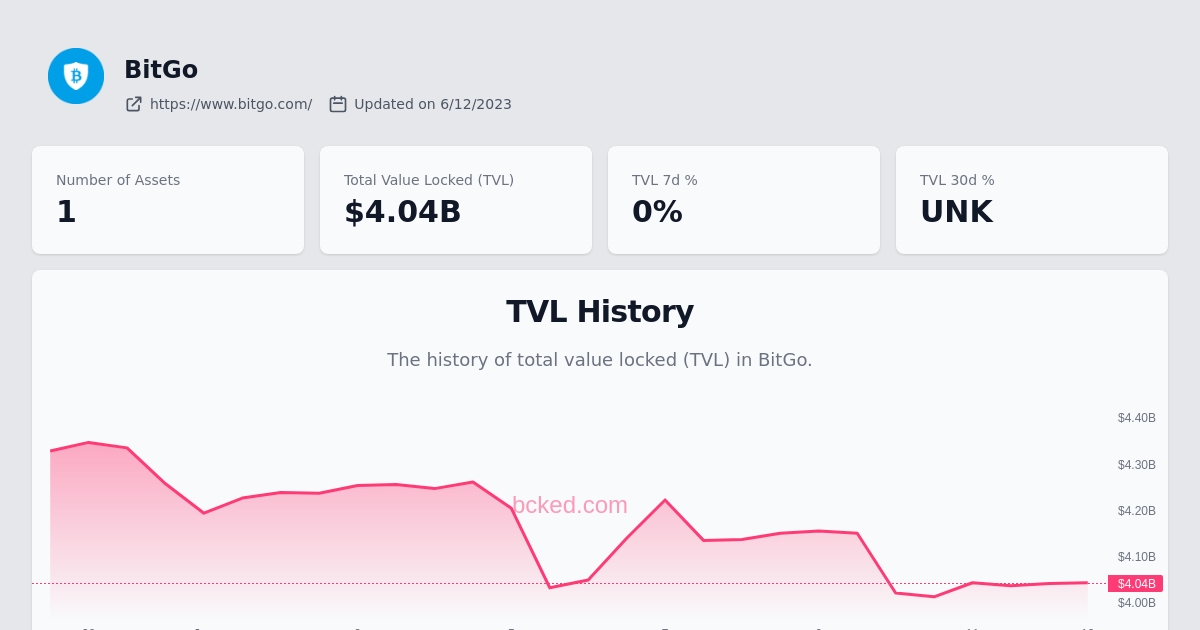 BitGo
https://www.bitgo.com/ Updated on 6/12/2023
Number of Assets
1
Total Value Locked (TVL)
$4.04B
TVL 7d %
0%
TVL 30d %
UNK
TVL History
The history of total value locked (TVL) in BitGo.
$4.40B
$4.30B
bcked.com
$4.20B
$4.10B
$4.04B
$4.00B